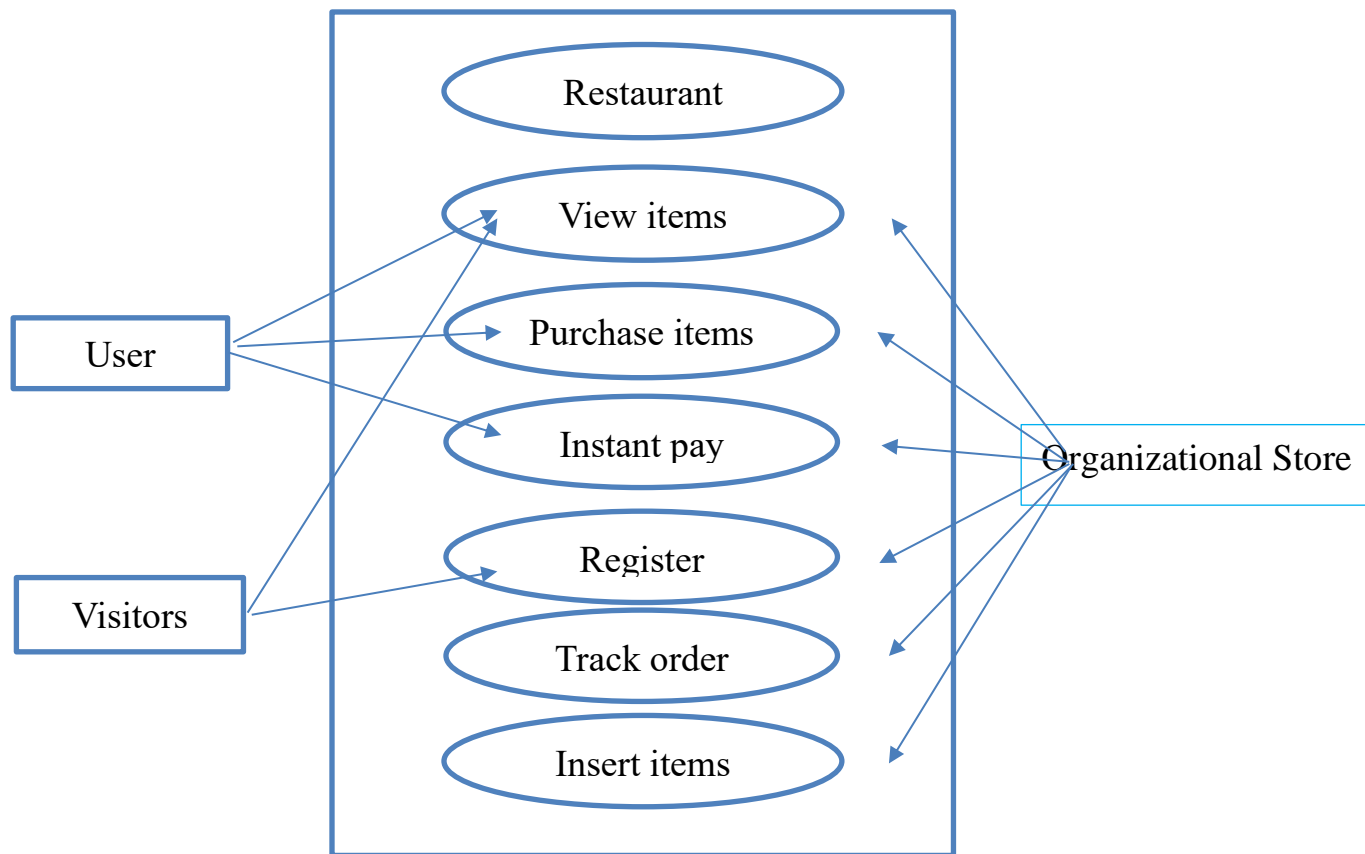 Restaurant
View items
Purchase items
User
Instant pay
Organizational Store
Register
Visitors
Track order
Insert items